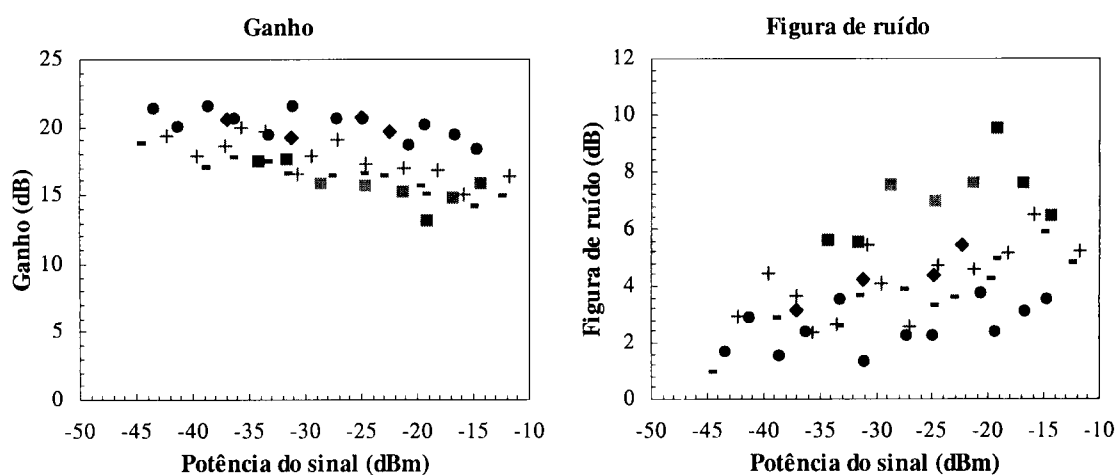 Ganho
Ganho (dB)
25
20
15
10
5
0
-50 -45 -40 -35 -30 -25 -20 -15 -10
Potência do sinal (dBm)
Figura de ruído
Figura de ruído (dB)
12
10
8
6
4
2
0
-50 -45 -40 -35 -30 -25 -20 -15 -10
Potência do sinal (dBm)